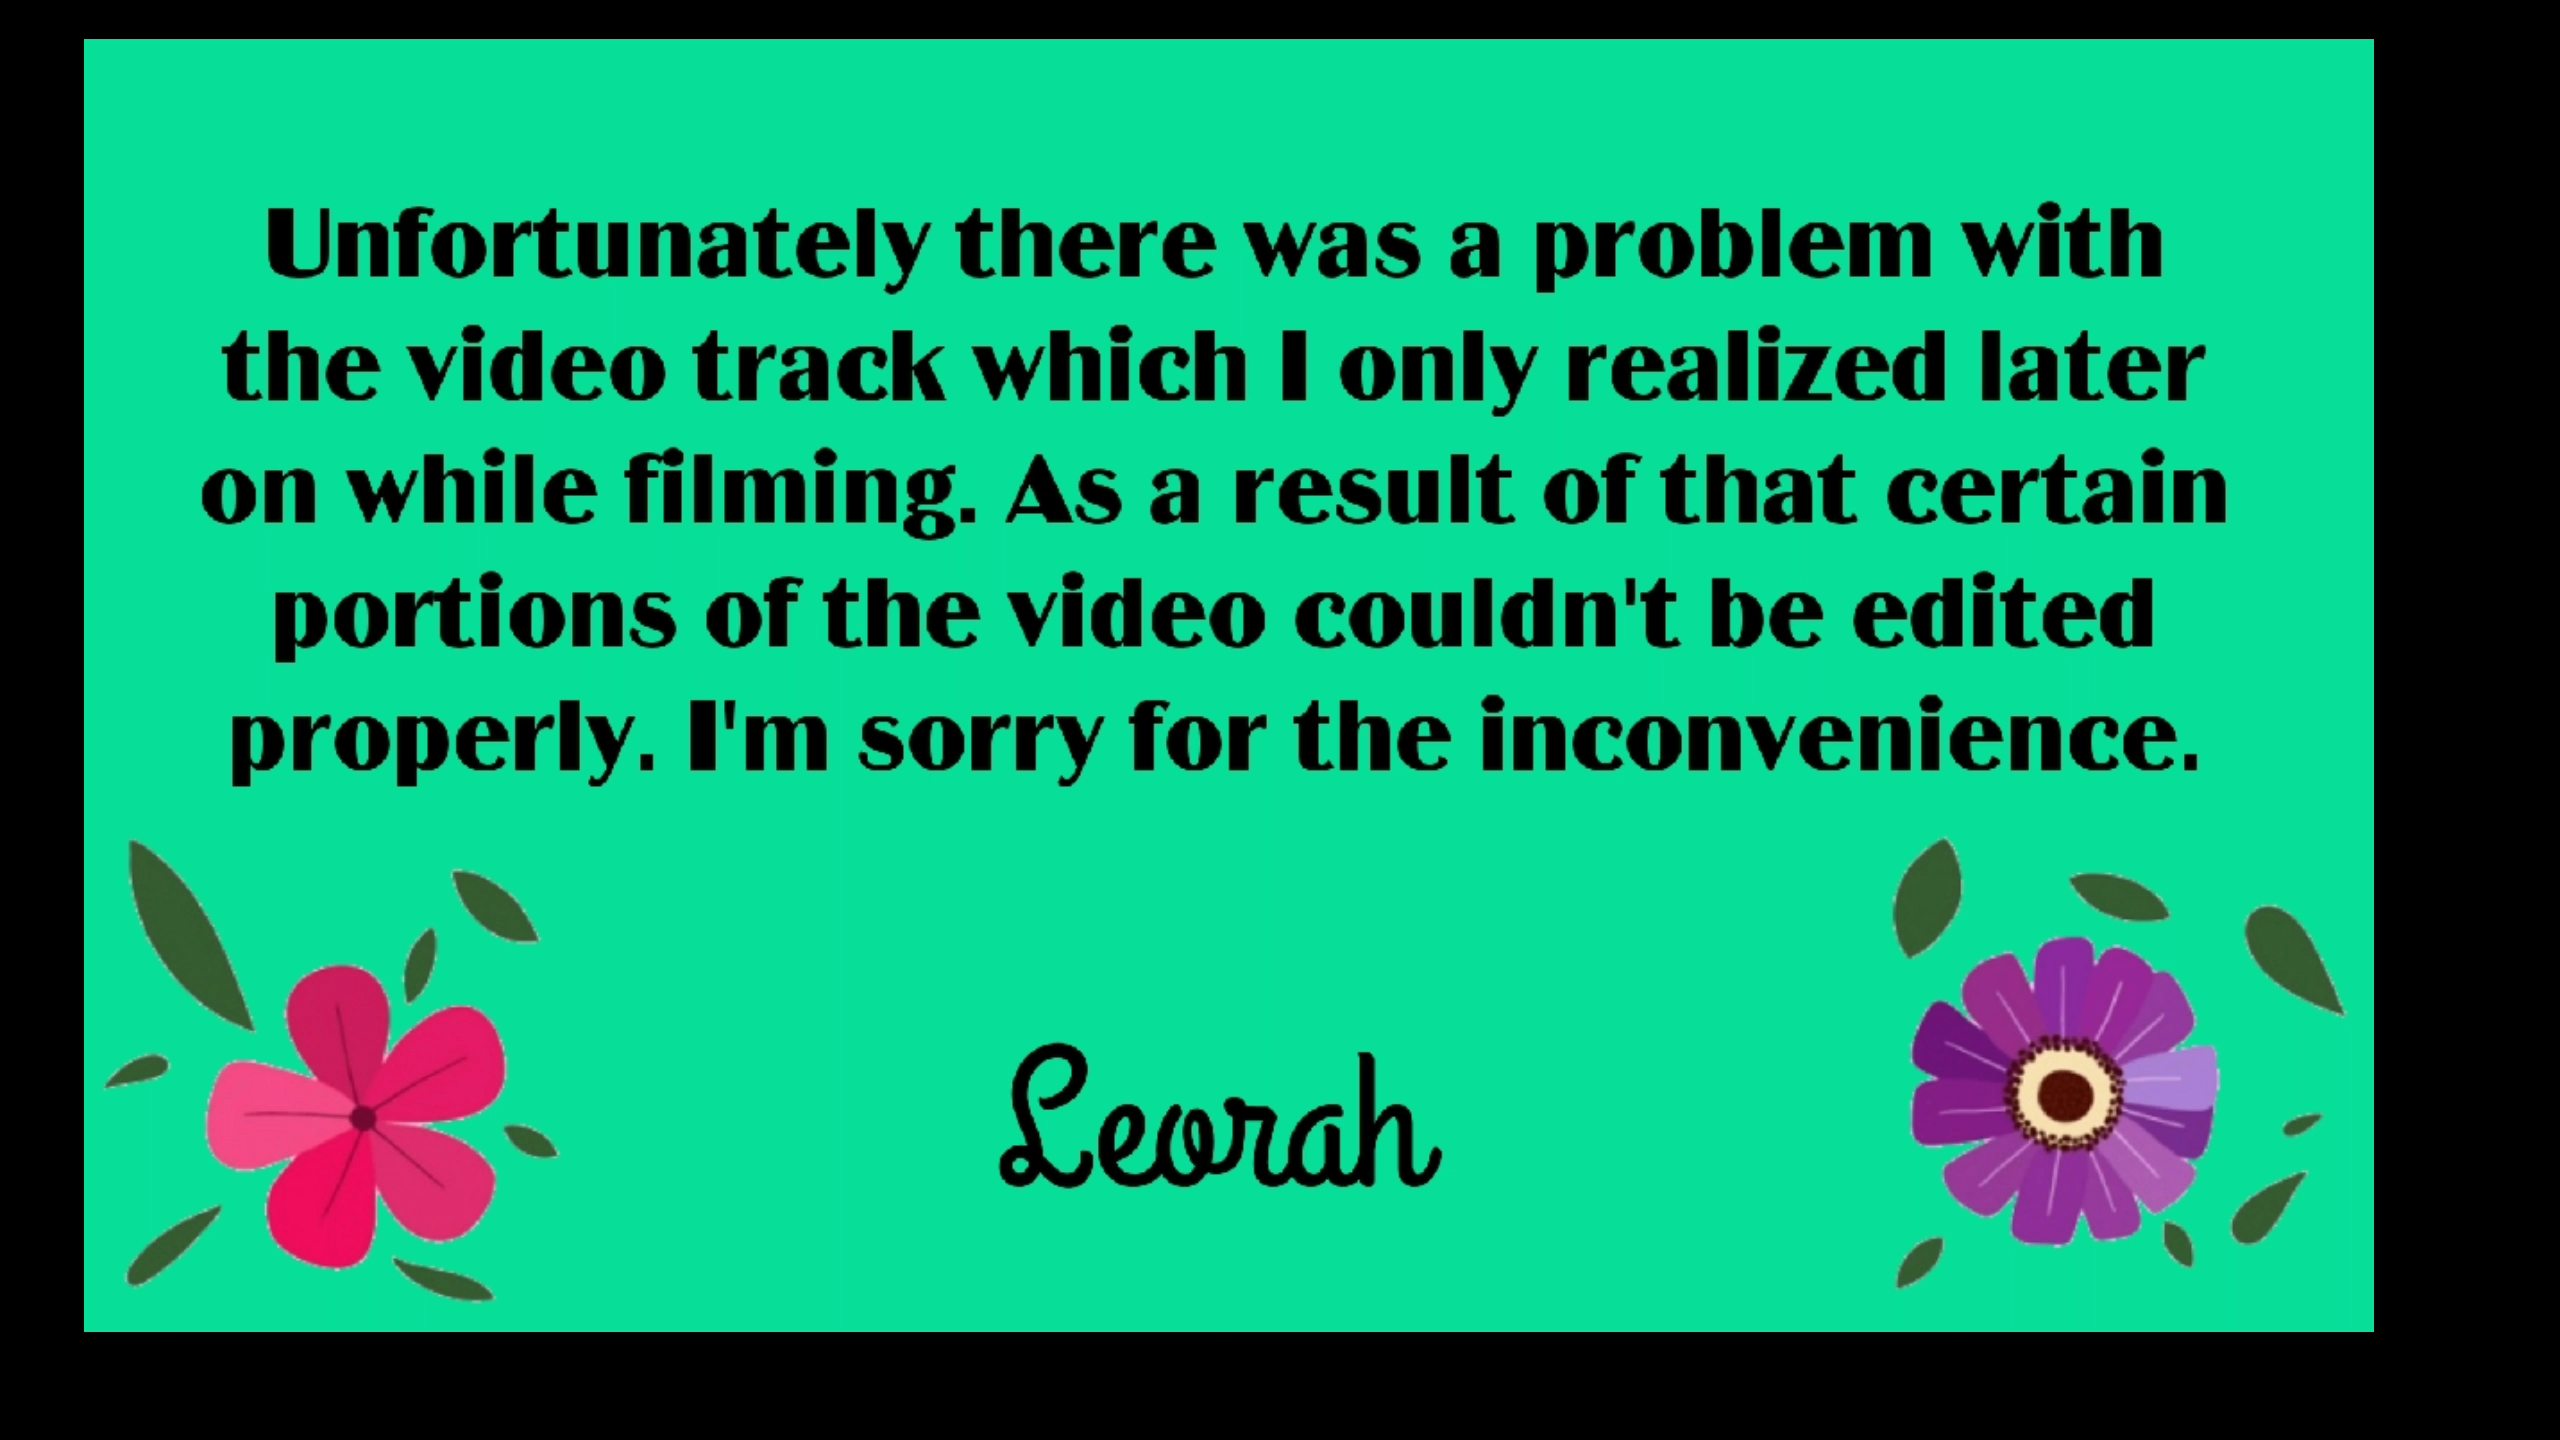 Unfortunately there was a problem with
the video track which I only realized later
on while filming. As a result of that certain
portions of the video couldn't be edited
properly. I'm sorry for the inconvenience.
Leorah